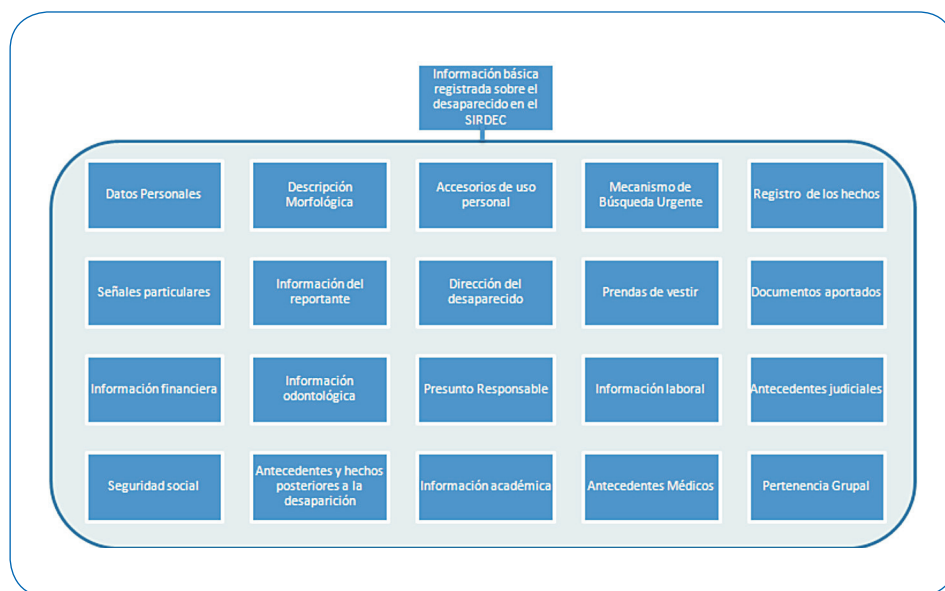 Información básica
registrada sobre el
desaparecido en el
SIRDEC
Datos Personales
Descripción
Morfológica
Accesorios de uso
personal
Mecanismo de
Búsqueda Urgente
Registro de los hechos
Señales particulares
Información del
reportante
Dirección del
desaparecido
Prendas de vestir
Documentos aportados
Información financiera
Información
odontológica
Presunto Responsable
Información laboral
Antecedentes judiciales
Seguridad social
Antecedentes y hechos
posteriores a la
desaparición
Información académica
Antecedentes Médicos
Pertenencia Grupal